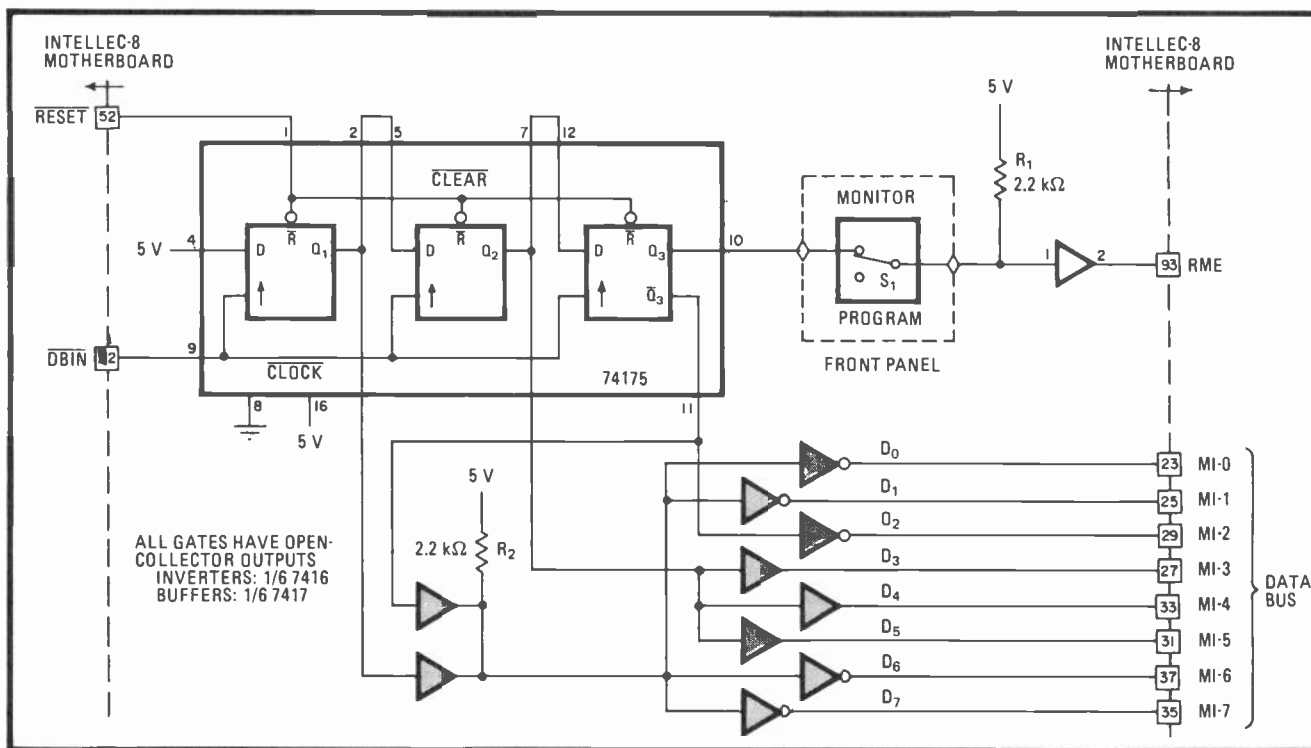 INTELLEC-8
MOTHERBOARD
INTELLEC-8
MOTHERBOARD
RESET 52
1
2
5
7
12
5 V
R1
2.2 kΩ
CLEAR
MONITOR
5 V 4
D R Q1
D R Q2
D R Q3
Q3
10
S1
PROGRAM
FRONT PANEL
1
2
93 RME
DBIN 2
9
CLOCK
74175
8
16
5 V
11
5 V
2.2 kΩ R2
ALL GATES HAVE OPEN-
COLLECTOR OUTPUTS
INVERTERS: 1/6 7416
BUFFERS: 1/6 7417
D0 23 MI-0
D1 25 MI-1
D2 29 MI-2
D3 27 MI-3
D4 33 MI-4
D5 31 MI-5
D6 37 MI-6
D7 35 MI-7
DATA
BUS